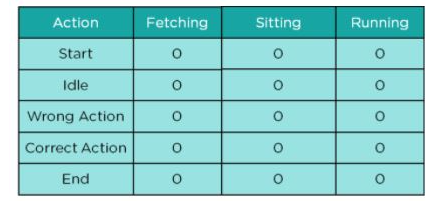 Action Fetching Sitting Running
Start 0 0 0
Idle 0 0 0
Wrong Action 0 0 0
Correct Action 0 0 0
End 0 0 0